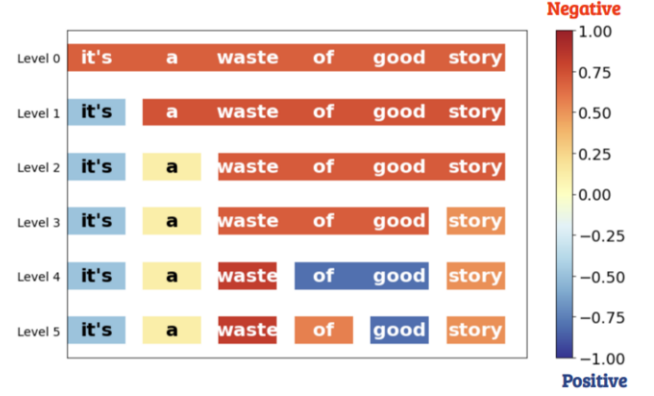 Negative
Level 0 it's a waste of good story
Level 1 it's a waste of good story
Level 2 it's a waste of good story
Level 3 it's a waste of good story
Level 4 it's a waste of good story
Level 5 it's a waste of good story
1.00
0.75
0.50
0.25
0.00
−0.25
−0.50
−0.75
−1.00
Positive